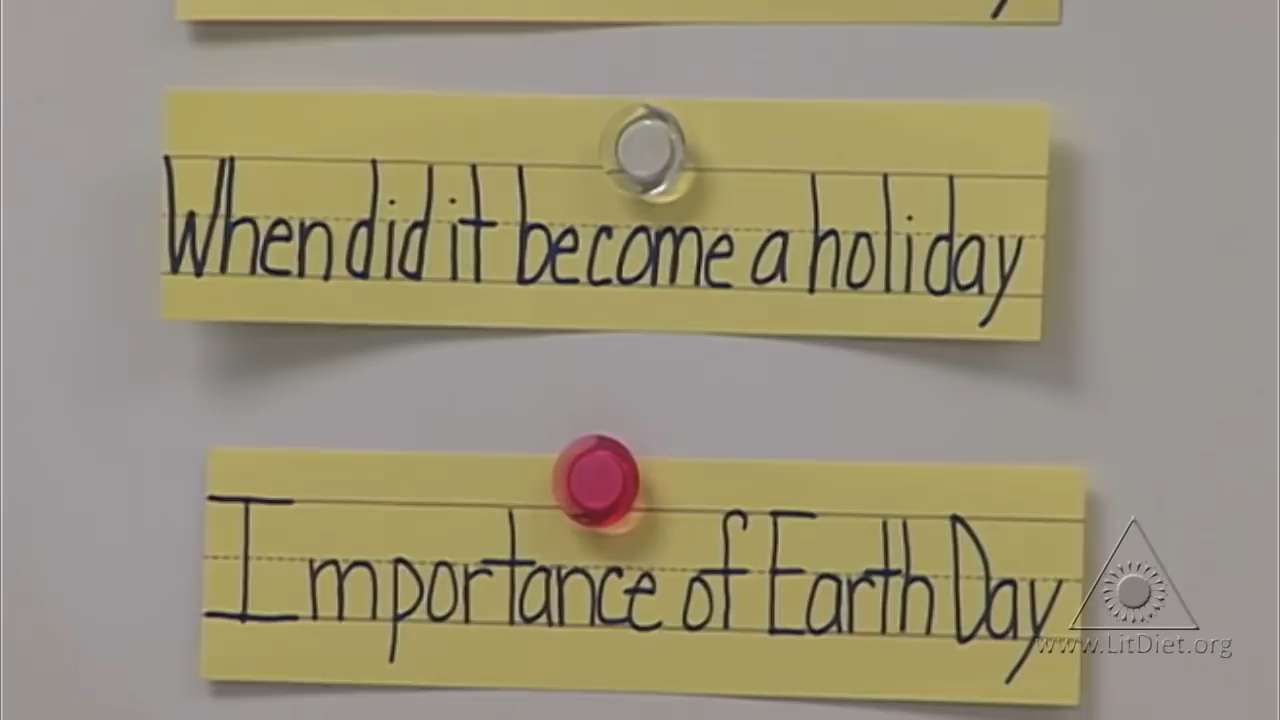 When did it become a holiday
Importance of Earth Day
www.LitDiet.org